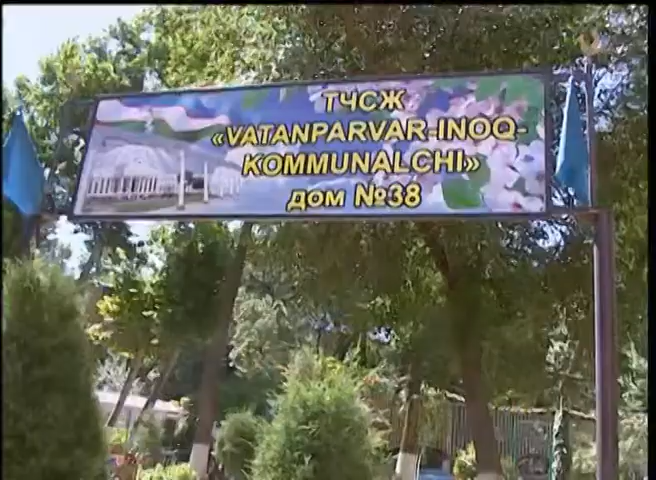 ТЧСЖ
«VATANPARVAR-INOQ-
KOMMUNALCHI»
дом №38